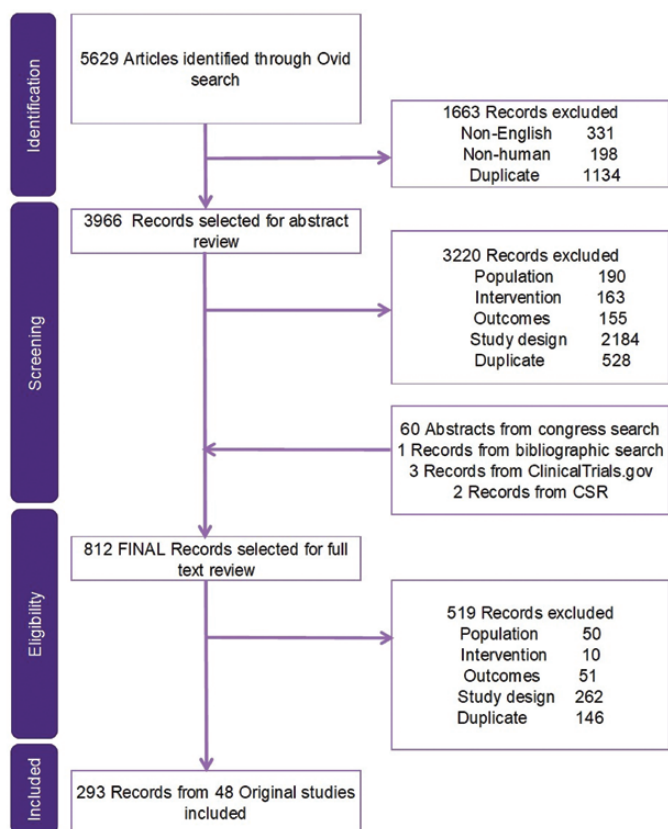 Identification
5629 Articles identified through Ovid
search
1663 Records excluded
Non-English 331
Non-human 198
Duplicate 1134
Screening
3966 Records selected for abstract
review
3220 Records excluded
Population 190
Intervention 163
Outcomes 155
Study design 2184
Duplicate 528
60 Abstracts from congress search
1 Records from bibliographic search
3 Records from ClinicalTrials.gov
2 Records from CSR
Eligibility
812 FINAL Records selected for full
text review
519 Records excluded
Population 50
Intervention 10
Outcomes 51
Study design 262
Duplicate 146
Included
293 Records from 48 Original studies
included